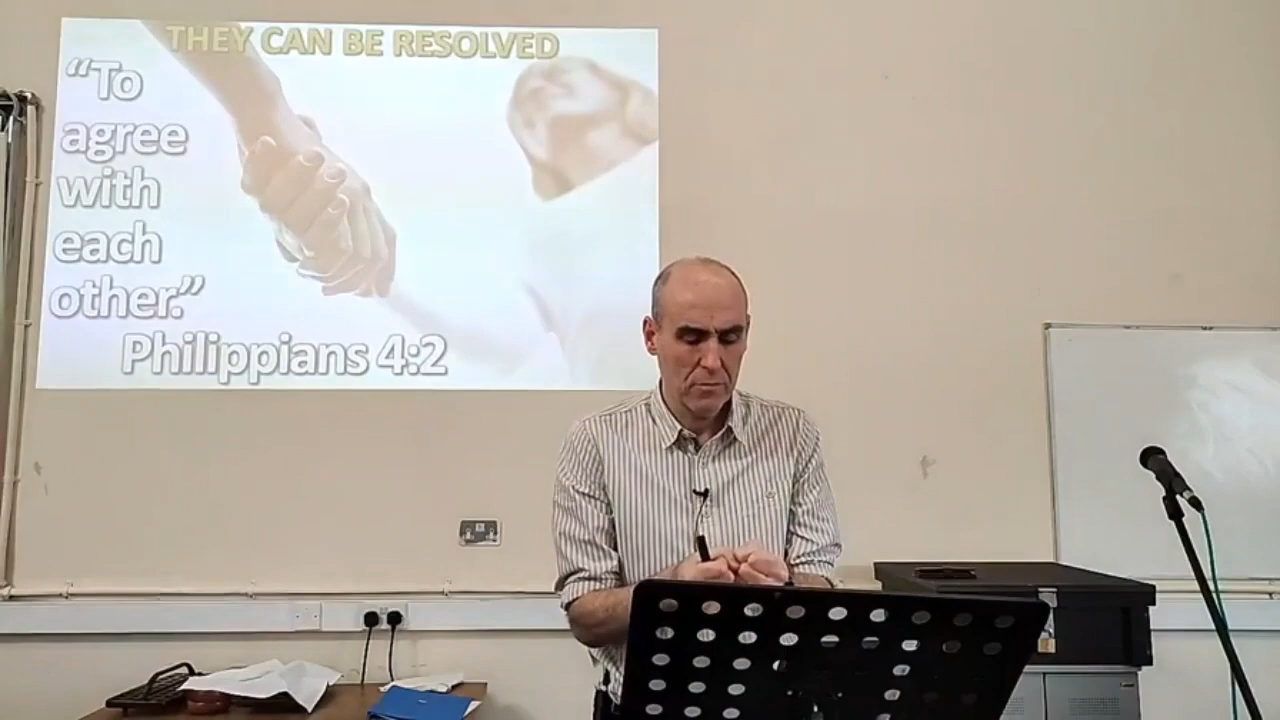 THEY CAN BE RESOLVED
“To
agree
with
each
other.”
Philippians 4:2